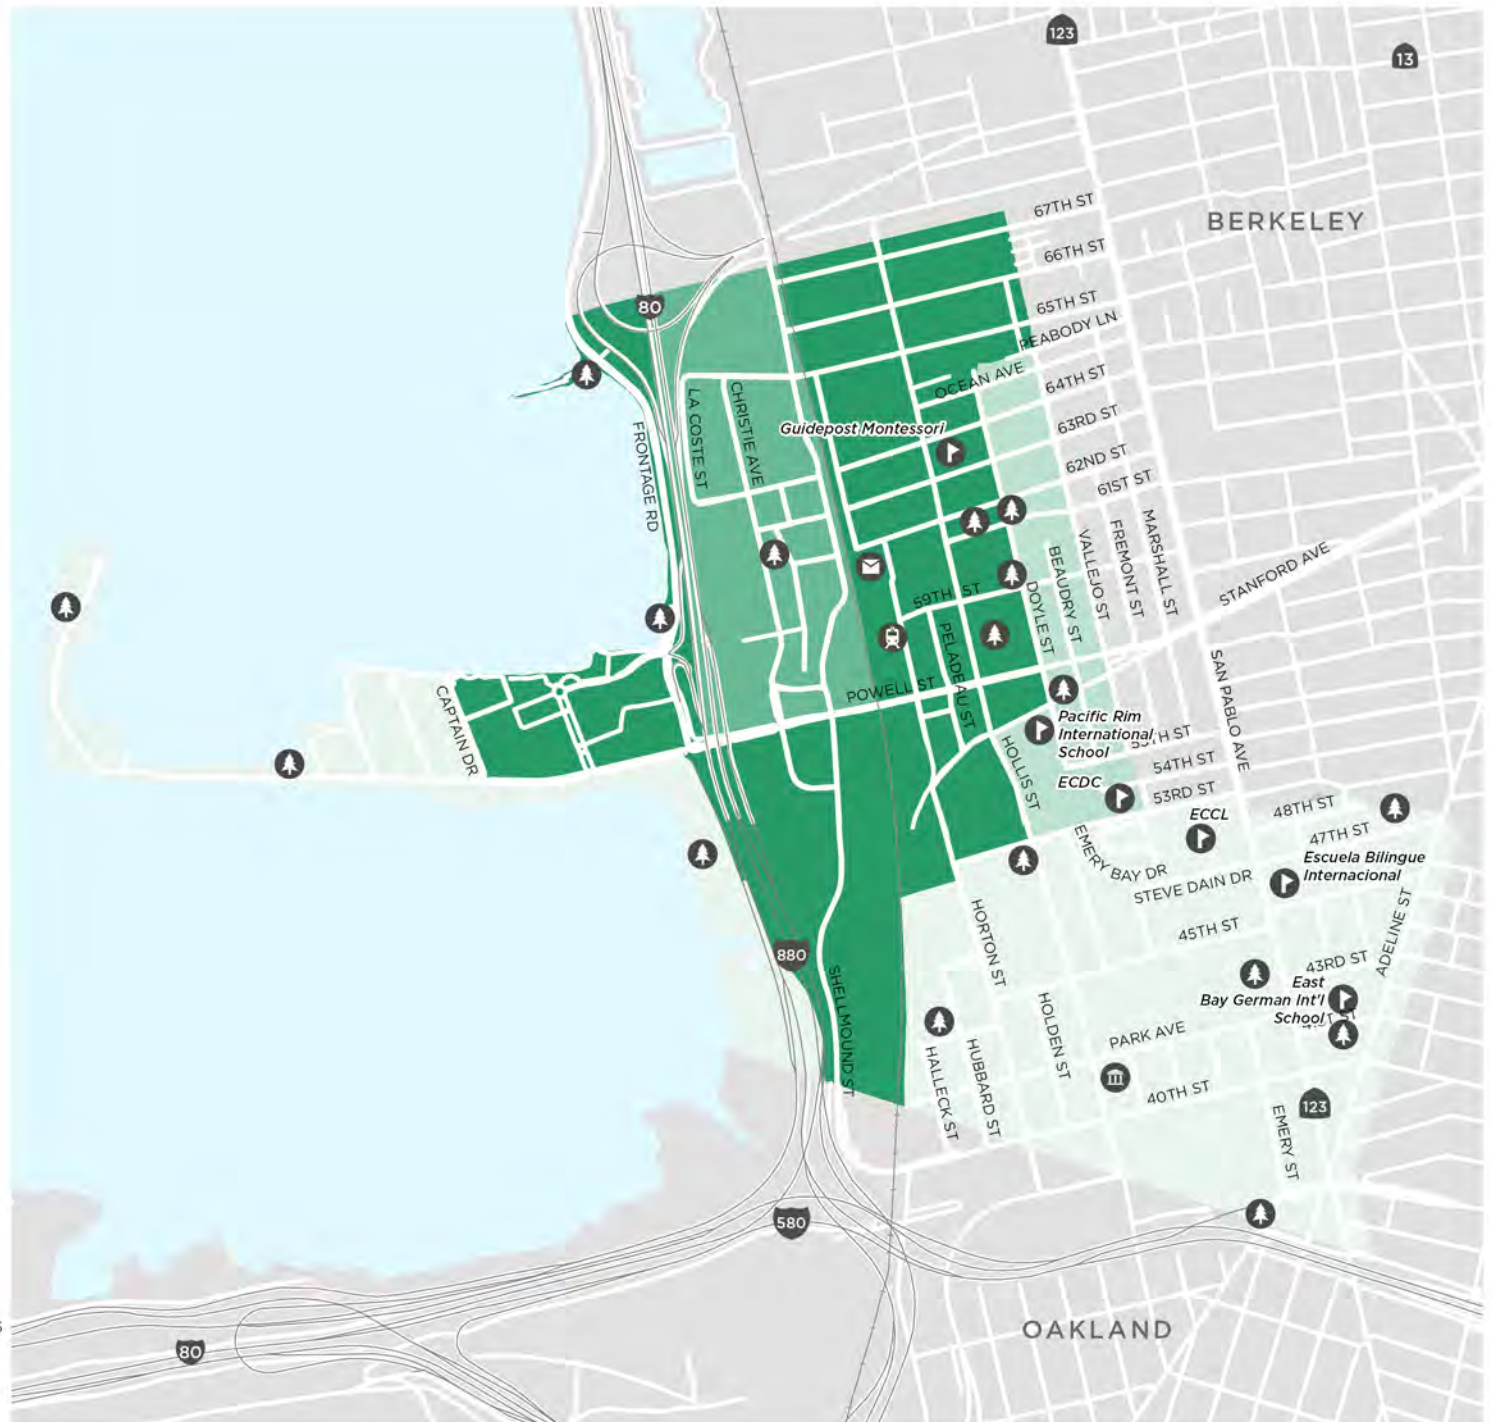 123
13
67TH ST
BERKELEY
66TH ST
80
65TH ST
PEABODY LN
OCEAN AVE
64TH ST
LA COSTE ST
CHRISTIE AVE
Guidepost Montessori
63RD ST
FRONTAGE RD
62ND ST
61ST ST
MARSHALL ST
FREMONT ST
VALLEJO ST
BEAUDRY ST
STANFORD AVE
59TH ST
DOYLE ST
PELADEAU ST
SAN PABLO AVE
POWELL ST
CAPTAIN DR
Pacific Rim
International
School
HOLLIS ST
54TH ST
ECDC
53RD ST
48TH ST
ECCL
47TH ST
EMERY BAY DR
Escuela Bilingue
Internacional
STEVE DAIN DR
ADELINE ST
HORTON ST
45TH ST
880
43RD ST
SHELLMOUND ST
East
Bay German Int'l
School
HOLDEN ST
PARK AVE
HALLECK ST
HUBBARD ST
40TH ST
123
EMERY ST
580
OAKLAND
80